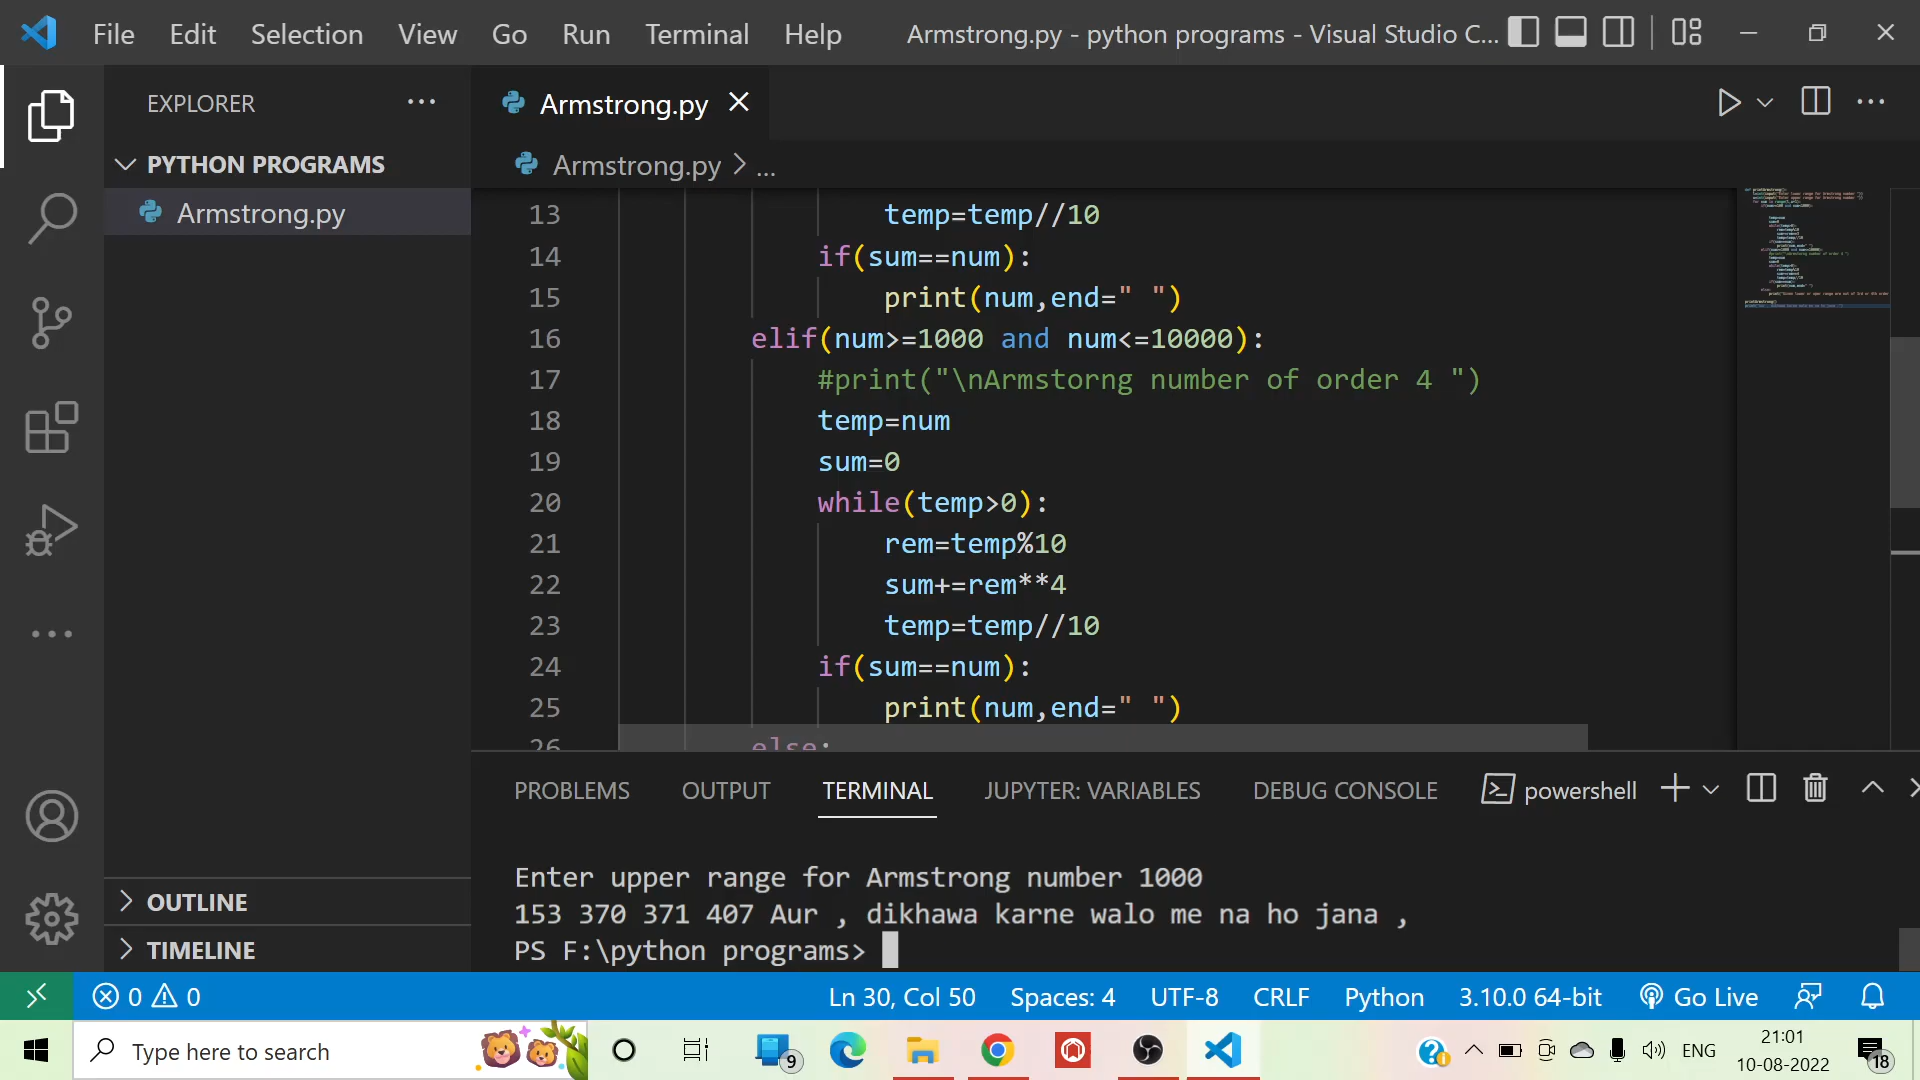 File Edit Selection View Go Run Terminal Help Armstrong.py - python programs - Visual Studio C...
EXPLORER
PYTHON PROGRAMS
Armstrong.py
OUTLINE
TIMELINE
Armstrong.py
Armstrong.py > ...
13 temp=temp//10
14 if(sum==num):
15 print(num,end=" ")
16 elif(num>=1000 and num<=10000):
17 #print("\nArmstorng number of order 4 ")
18 temp=num
19 sum=0
20 while(temp>0):
21 rem=temp%10
22 sum+=rem**4
23 temp=temp//10
24 if(sum==num):
25 print(num,end=" ")
26 else:
PROBLEMS OUTPUT TERMINAL JUPYTER: VARIABLES DEBUG CONSOLE powershell
Enter upper range for Armstrong number 1000
153 370 371 407 Aur , dikhawa karne walo me na ho jana ,
PS F:\python programs>
0 0 Ln 30, Col 50 Spaces: 4 UTF-8 CRLF Python 3.10.0 64-bit Go Live
Type here to search 9 ENG 21:01
10-08-2022 18